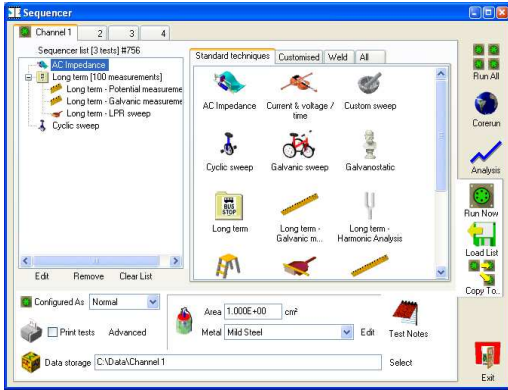 Sequencer
Channel 1 2 3 4
Sequencer list [3 tests] #756
AC Impedance
Long term [100 measurements]
Long term - Potential measureme
Long term - Galvanic measureme
Long term - LPR sweep
Cyclic sweep
Edit Remove Clear List
Standard techniques Customised Weld All
AC Impedance
Current & voltage /
time
Custom sweep
Cyclic sweep
Galvanic sweep
Galvanostatic
BUS
STOP
Long term
Long term -
Galvanic m...
Long term -
Harmonic Analysis
Run All
Corerun
Analysis
Run Now
Load List
Copy To..
Configured As Normal
Print tests Advanced
Area 1.000E+00 cm²
Metal Mild Steel Edit
Test Notes
Data storage C:\Data\Channel 1 Select
Exit